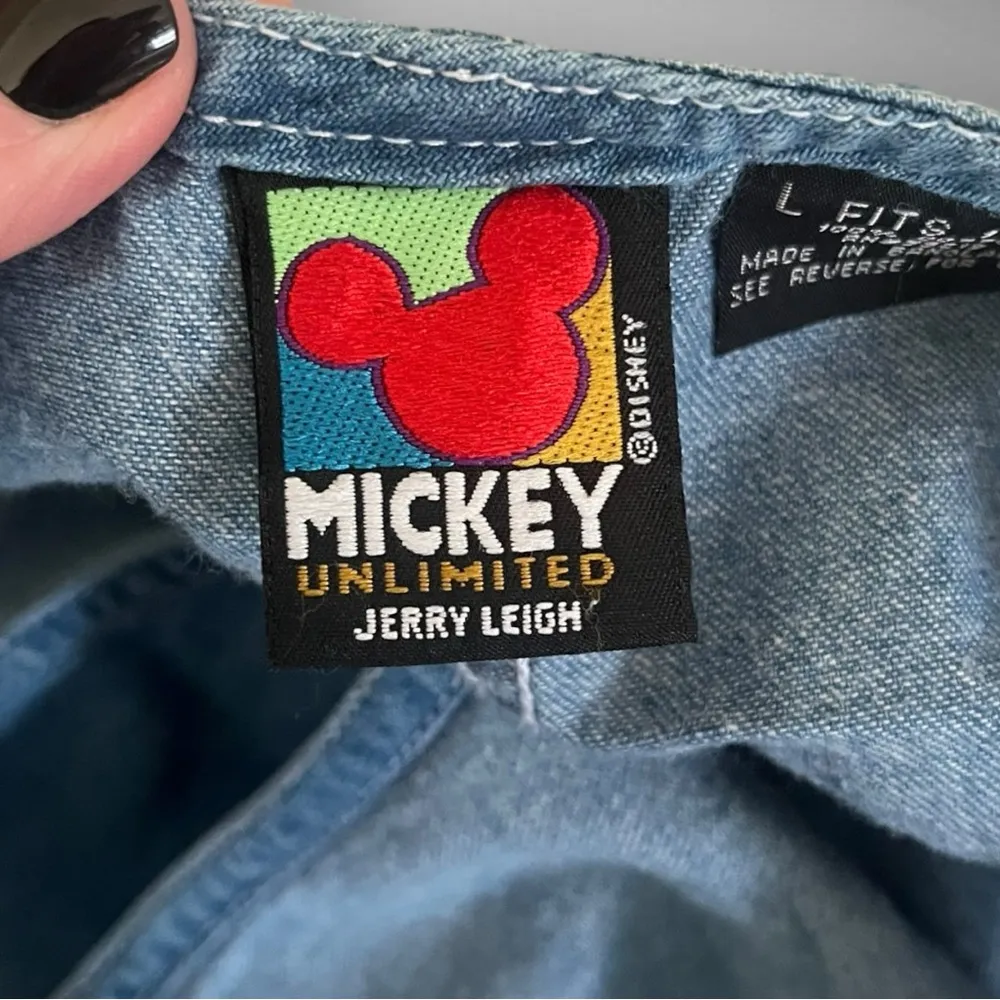 ©DISNEY
MICKEY
UNLIMITED
JERRY LEIGH
L FITS
MADE IN
SEE REVERSE